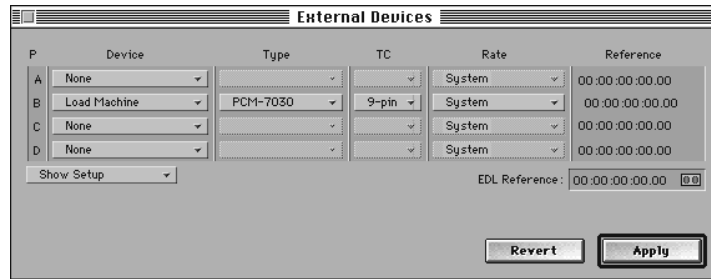 External Devices
P Device Type TC Rate Reference
A None System 00:00:00:00.00
B Load Machine PCM-7030 9-pin System 00:00:00:00.00
C None System 00:00:00:00.00
D None System 00:00:00:00.00
Show Setup EDL Reference: 00:00:00:00.00
Revert Apply